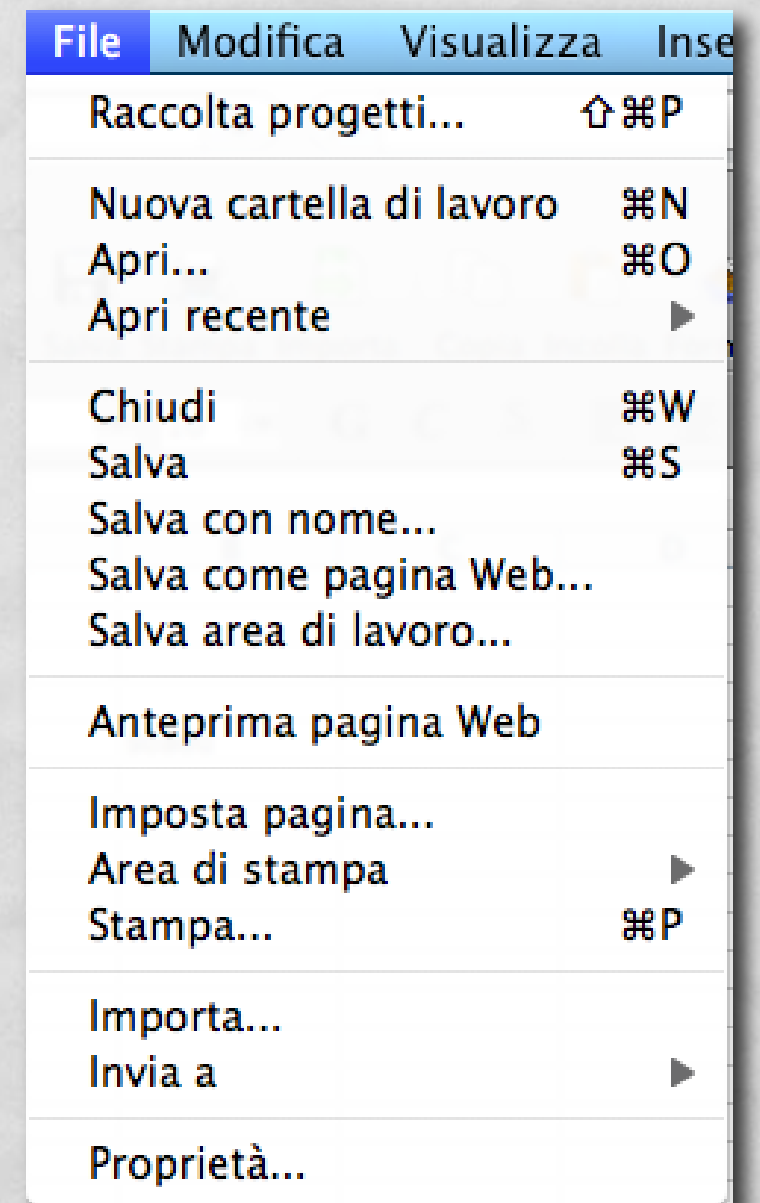 File Modifica Visualizza Inse
Raccolta progetti... ⇧⌘P
Nuova cartella di lavoro ⌘N
Apri... ⌘O
Apri recente ▶
Chiudi ⌘W
Salva ⌘S
Salva con nome...
Salva come pagina Web...
Salva area di lavoro...
Anteprima pagina Web
Imposta pagina...
Area di stampa ▶
Stampa... ⌘P
Importa...
Invia a ▶
Proprietà...